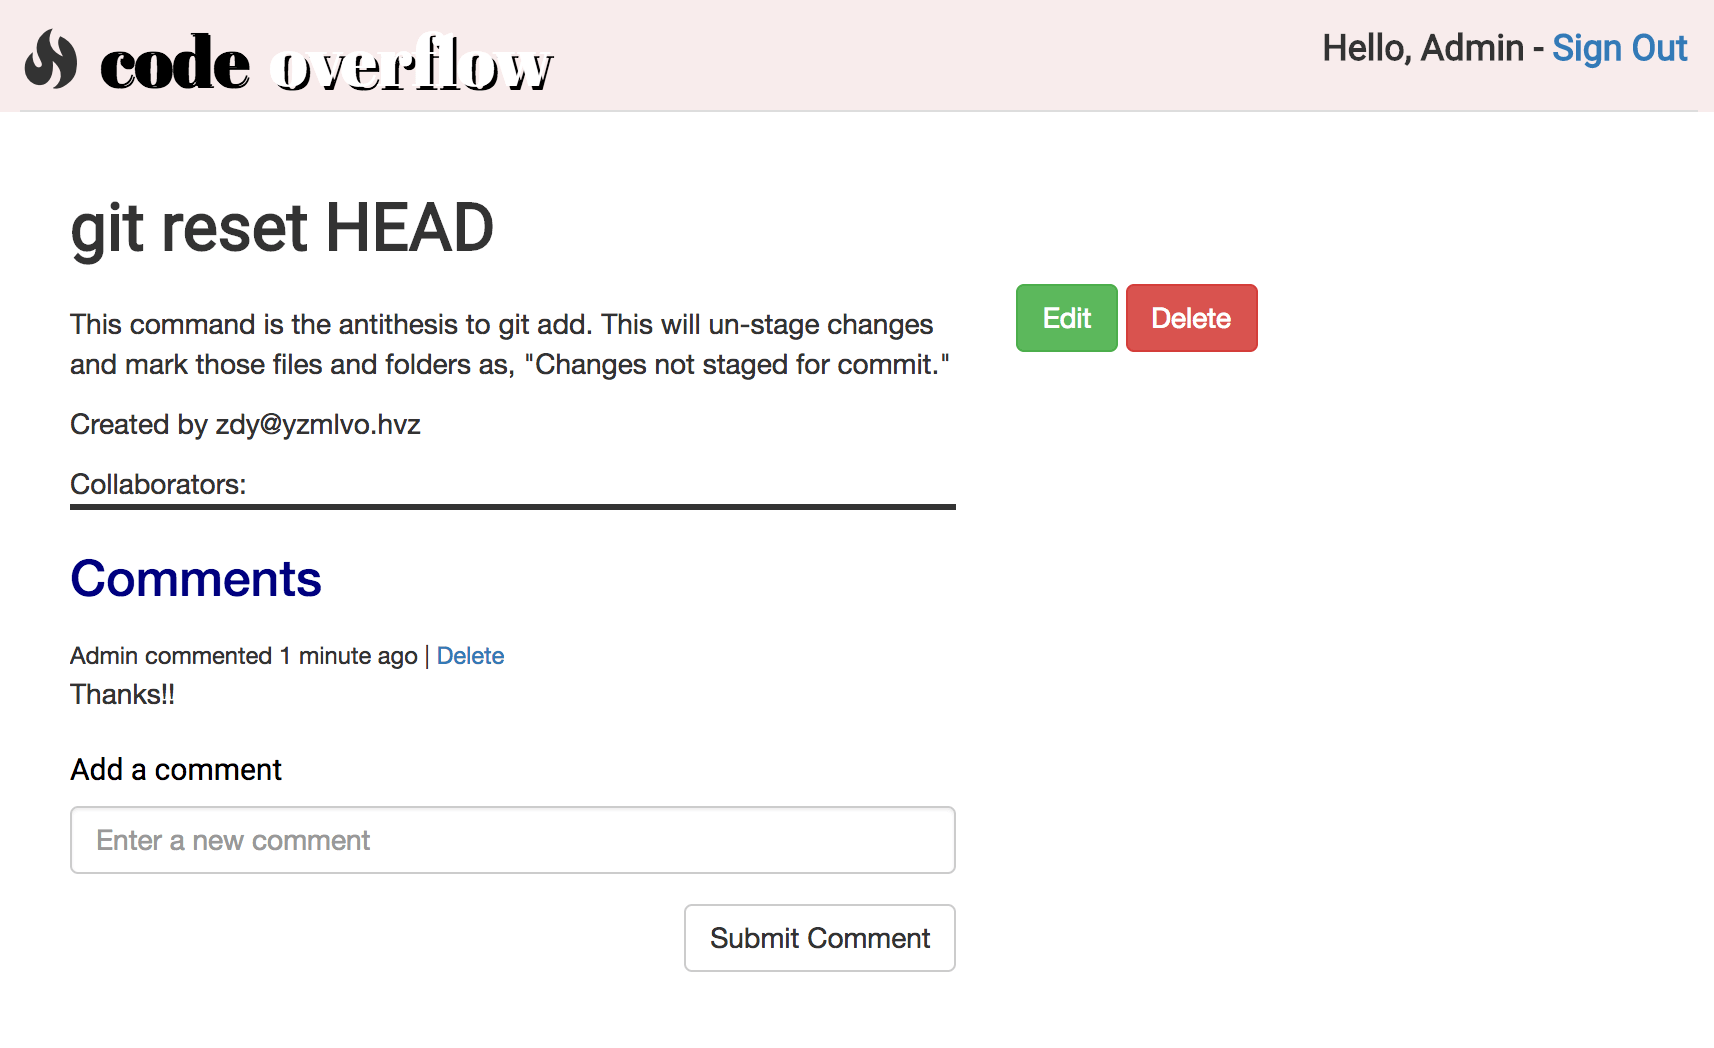 code overflow
Hello, Admin - Sign Out
git reset HEAD
This command is the antithesis to git add. This will un-stage changes
and mark those files and folders as, "Changes not staged for commit."
Edit
Delete
Created by zdy@yzmlvo.hvz
Collaborators:
Comments
Admin commented 1 minute ago | Delete
Thanks!!
Add a comment
Enter a new comment
Submit Comment